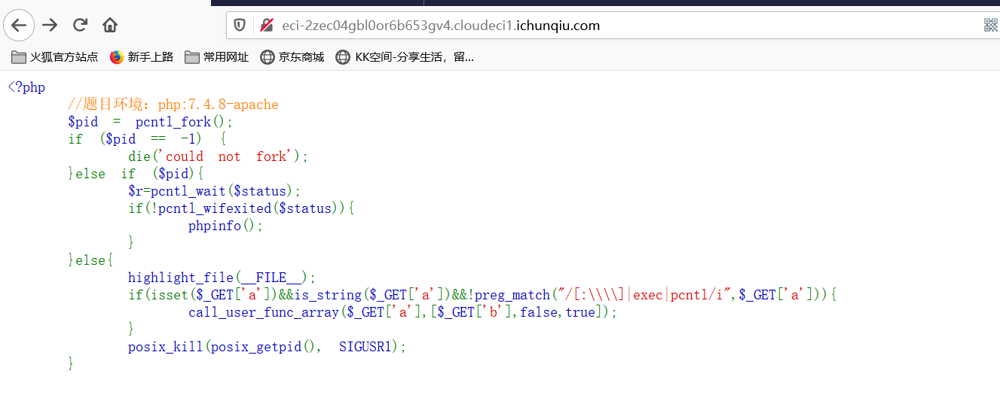 eci-2zec04gbl0or6b653gv4.cloudeci1.ichunqiu.com
火狐官方站点 新手上路 常用网址 京东商城 KK空间-分享生活，留...
<?php
//题目环境：php:7.4.8-apache
$pid = pcntl_fork();
if ($pid == -1) {
die('could not fork');
}else if ($pid){
$r=pcntl_wait($status);
if(!pcntl_wifexited($status)){
phpinfo();
}
}else{
highlight_file(__FILE__);
if(isset($_GET['a'])&&is_string($_GET['a'])&&!preg_match("/[:\\\\]|exec|pcntl/i",$_GET['a'])){
call_user_func_array($_GET['a'],[$_GET['b'],false,true]);
}
posix_kill(posix_getpid(), SIGUSR1);
}